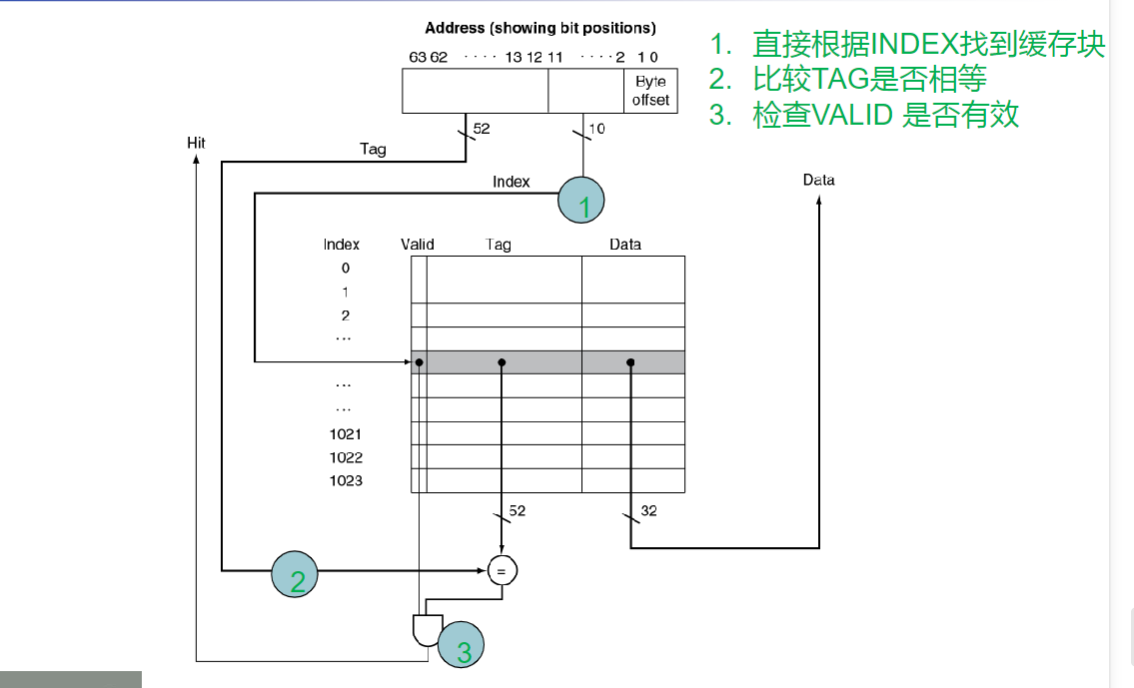 Address (showing bit positions)
63 62 ···· 13 12 11 ···· 2 1 0
Byte
offset
1. 直接根据INDEX找到缓存块
2. 比较TAG是否相等
3. 检查VALID 是否有效
52
10
Hit
Tag
Index
1
Data
Index Valid Tag Data
0
1
2
...
...
...
1021
1022
1023
52
32
2
=
3